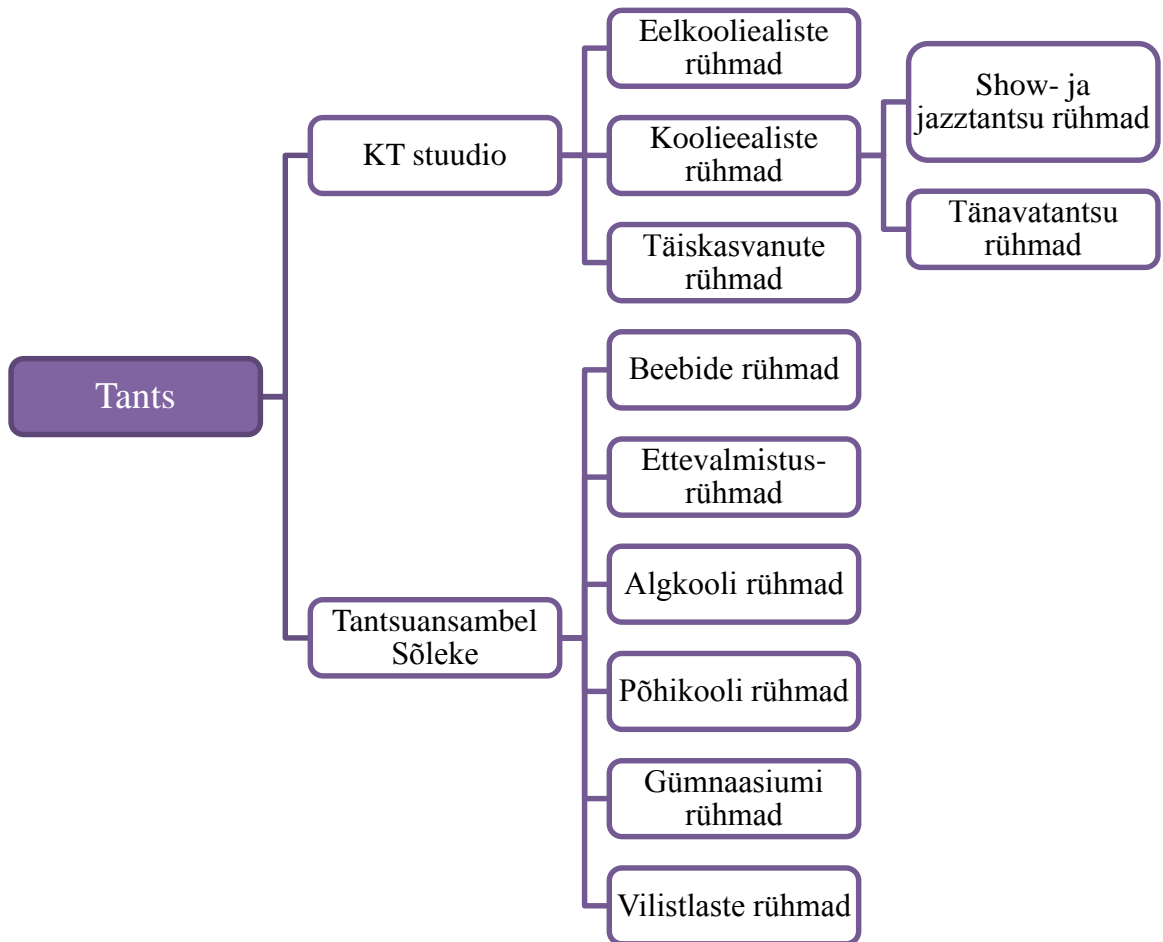 Tants
KT stuudio
Eelkooliealiste
rühmad
Koolieealiste
rühmad
Show- ja
jazztantsu rühmad
Tänavatantsu
rühmad
Täiskasvanute
rühmad
Tantsuansambel
Sõleke
Beebide rühmad
Ettevalmistus-
rühmad
Algkooli rühmad
Põhikooli rühmad
Gümnaasiumi
rühmad
Vilistlaste rühmad